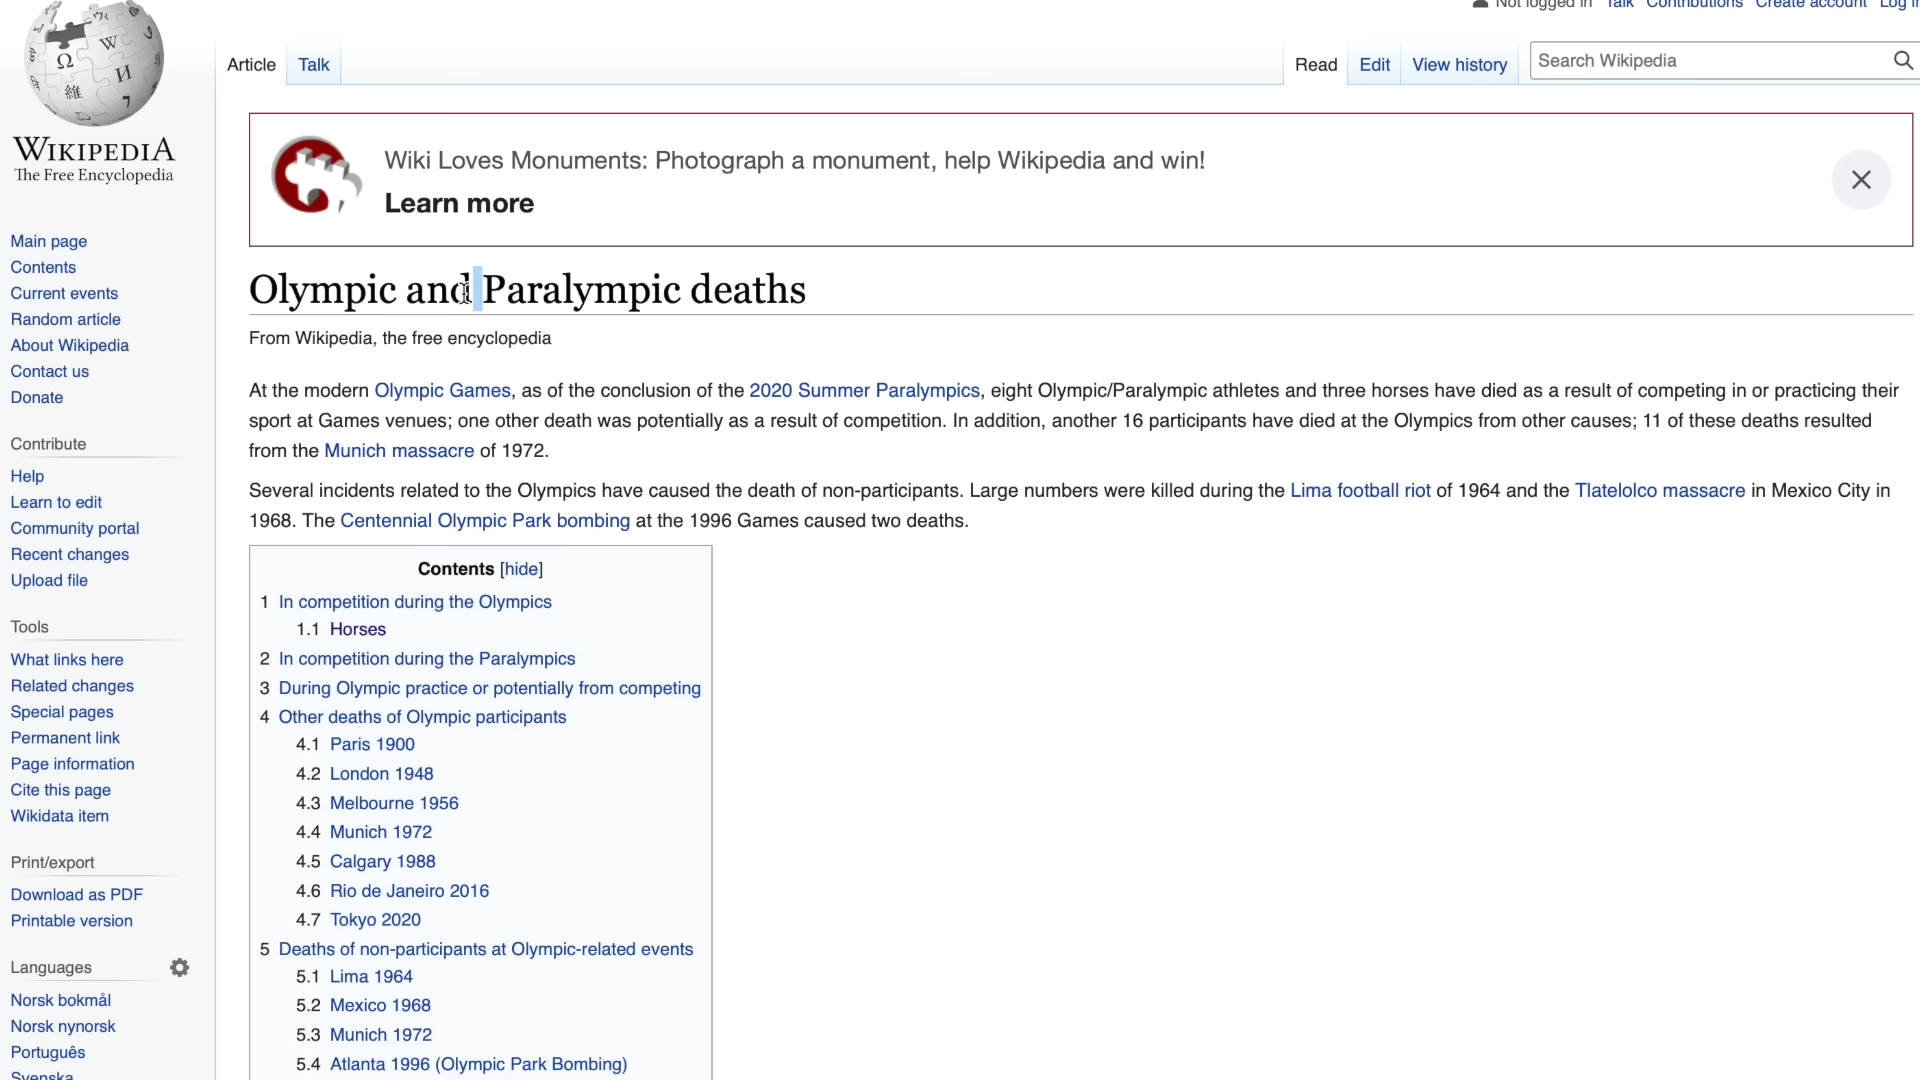 Not logged in Talk Contributions Create account Log in
Article Talk Read Edit View history Search Wikipedia
WIKIPEDIA
The Free Encyclopedia
Wiki Loves Monuments: Photograph a monument, help Wikipedia and win!
Learn more
Main page
Contents
Current events
Random article
About Wikipedia
Contact us
Donate
Contribute
Help
Learn to edit
Community portal
Recent changes
Upload file
Tools
What links here
Related changes
Special pages
Permanent link
Page information
Cite this page
Wikidata item
Print/export
Download as PDF
Printable version
Languages
Norsk bokmål
Norsk nynorsk
Português
Svenska
Olympic and Paralympic deaths
From Wikipedia, the free encyclopedia
At the modern Olympic Games, as of the conclusion of the 2020 Summer Paralympics, eight Olympic/Paralympic athletes and three horses have died as a result of competing in or practicing their
sport at Games venues; one other death was potentially as a result of competition. In addition, another 16 participants have died at the Olympics from other causes; 11 of these deaths resulted
from the Munich massacre of 1972.
Several incidents related to the Olympics have caused the death of non-participants. Large numbers were killed during the Lima football riot of 1964 and the Tlatelolco massacre in Mexico City in
1968. The Centennial Olympic Park bombing at the 1996 Games caused two deaths.
Contents [hide]
1 In competition during the Olympics
1.1 Horses
2 In competition during the Paralympics
3 During Olympic practice or potentially from competing
4 Other deaths of Olympic participants
4.1 Paris 1900
4.2 London 1948
4.3 Melbourne 1956
4.4 Munich 1972
4.5 Calgary 1988
4.6 Rio de Janeiro 2016
4.7 Tokyo 2020
5 Deaths of non-participants at Olympic-related events
5.1 Lima 1964
5.2 Mexico 1968
5.3 Munich 1972
5.4 Atlanta 1996 (Olympic Park Bombing)